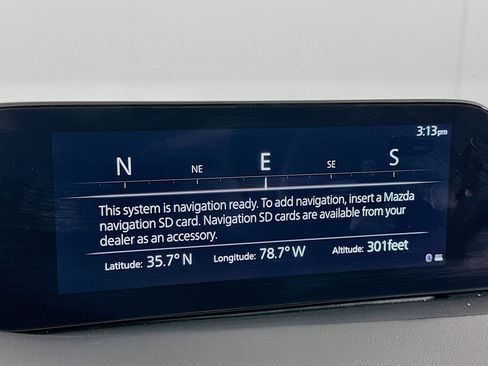 3:13pm
N NE E SE S
This system is navigation ready. To add navigation, insert a Mazda
navigation SD card. Navigation SD cards are available from your
dealer as an accessory.
Latitude: 35.7° N Longitude: 78.7° W Altitude: 301feet